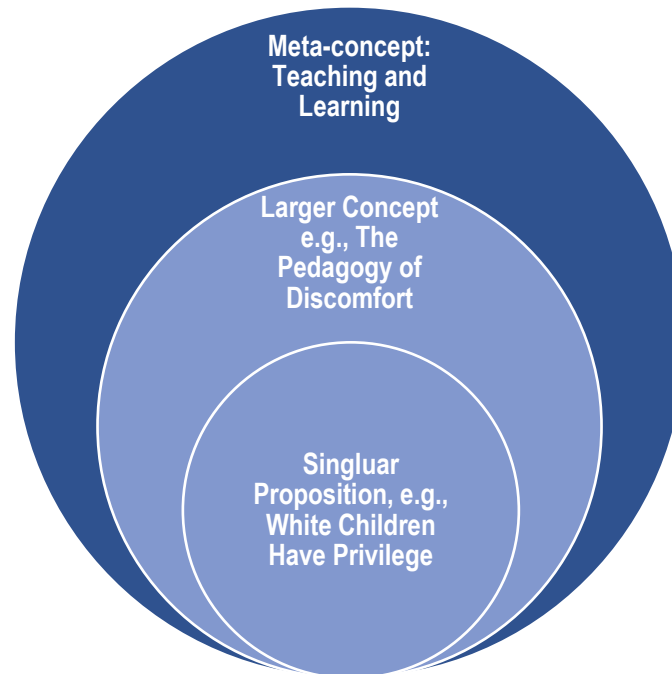 Meta-concept:
Teaching and
Learning
Larger Concept
e.g., The
Pedagogy of
Discomfort
Singluar
Proposition, e.g.,
White Children
Have Privilege